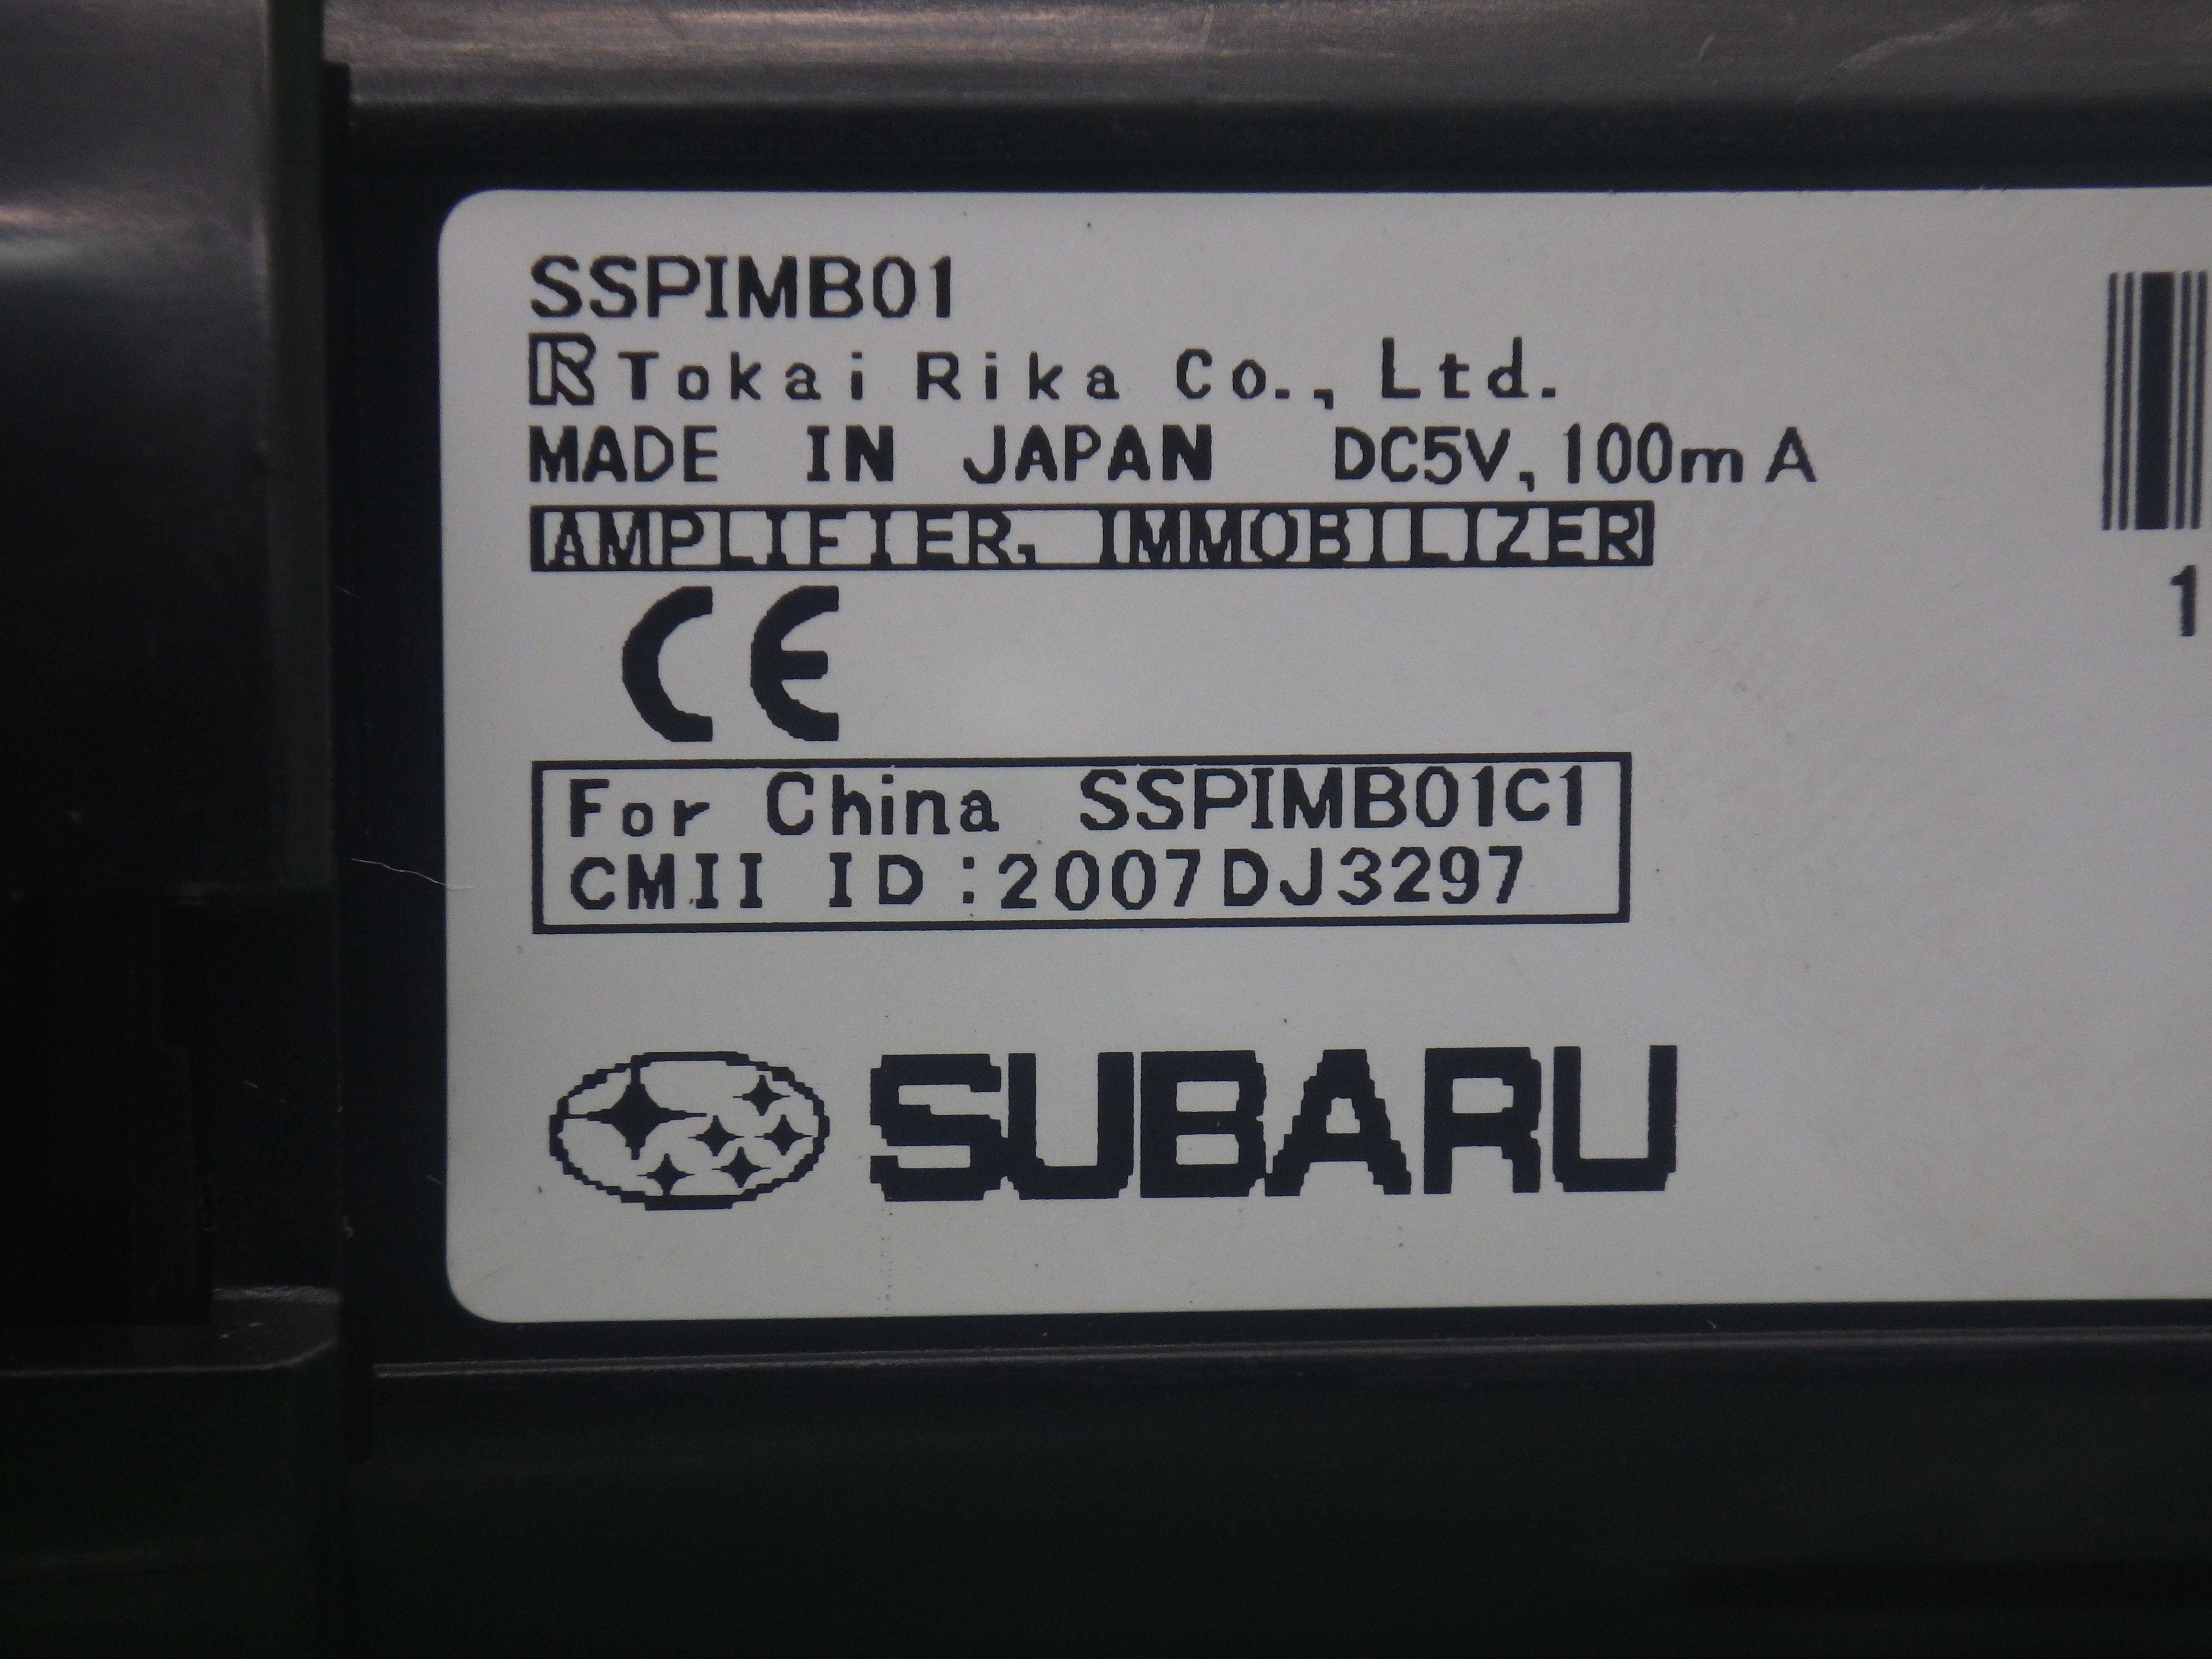 SSPIMB01
R Tokai Rika Co., Ltd.
MADE IN JAPAN DC5V, 100mA
AMPLIFIER, IMMOBILIZER
CE
For China SSPIMB01C1
CMII ID:2007DJ3297
SUBARU
1